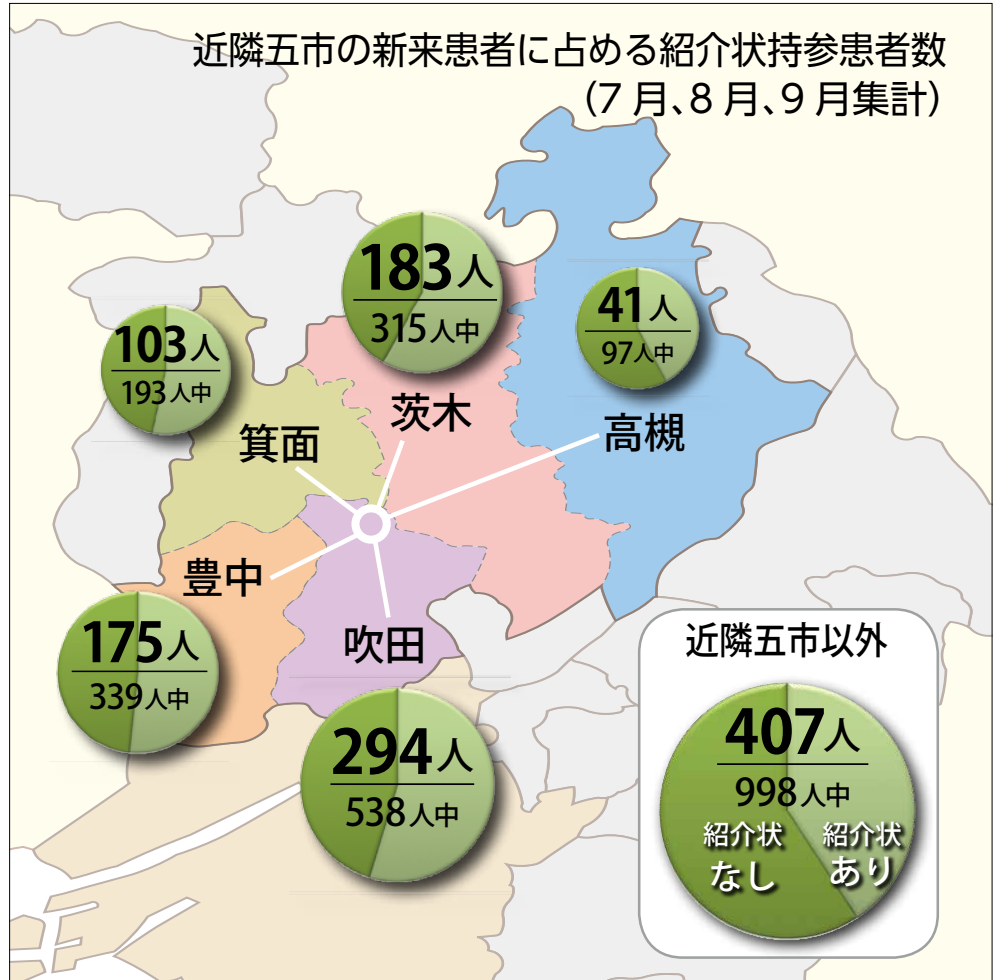 近隣五市の新来患者に占める紹介状持参患者数
(7月、8月、9月集計)
183人
315人中
茨木
41人
97人中
高槻
103人
193人中
箕面
豊中
175人
339人中
吹田
294人
538人中
近隣五市以外
407人
998人中
紹介状
なし
紹介状
あり